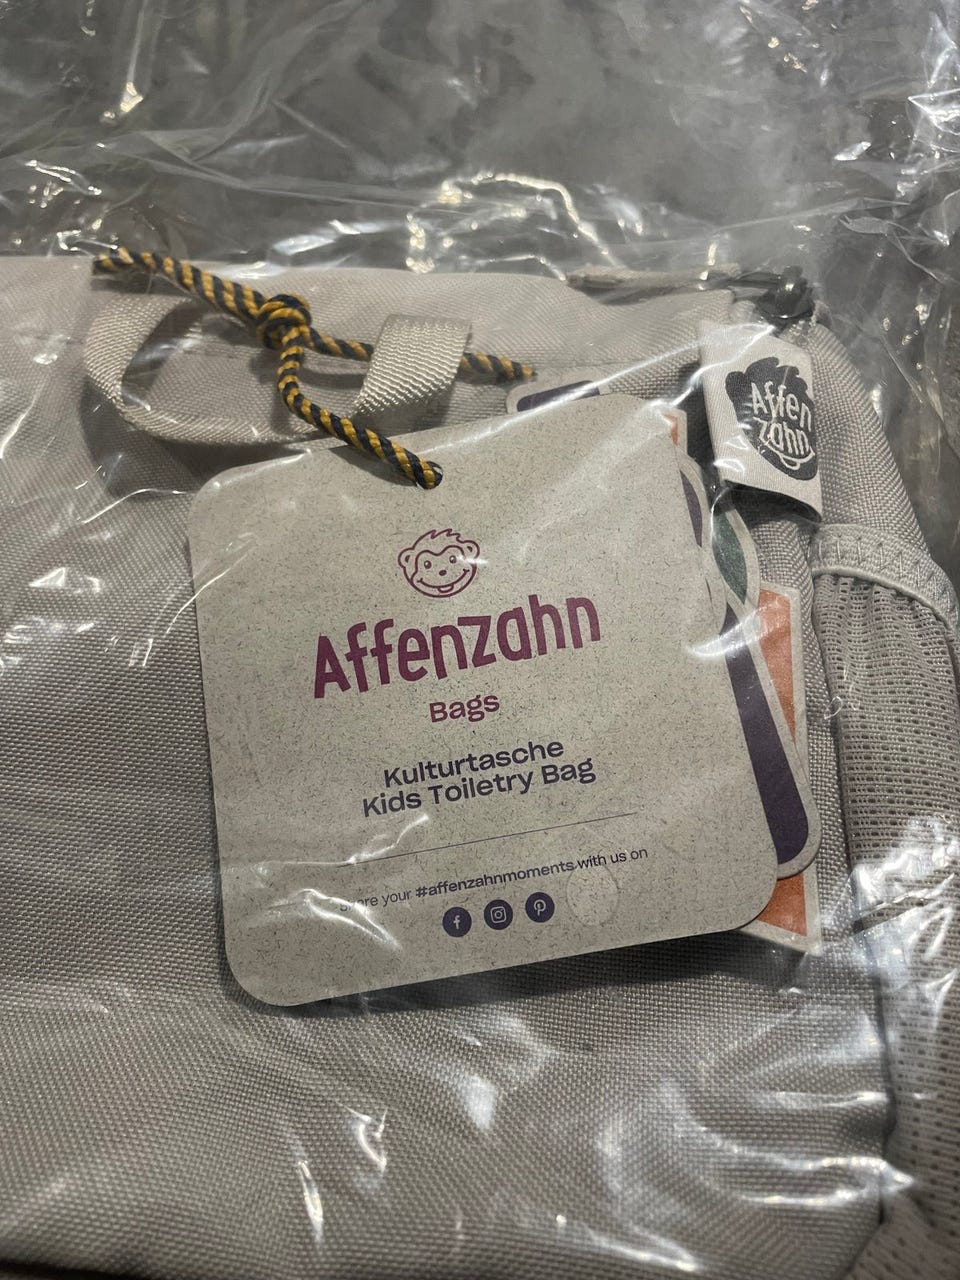 Affen
zahn
Affenzahn
Bags
Kulturtasche
Kids Toiletry Bag
Share your #affenzahnmoments with us on